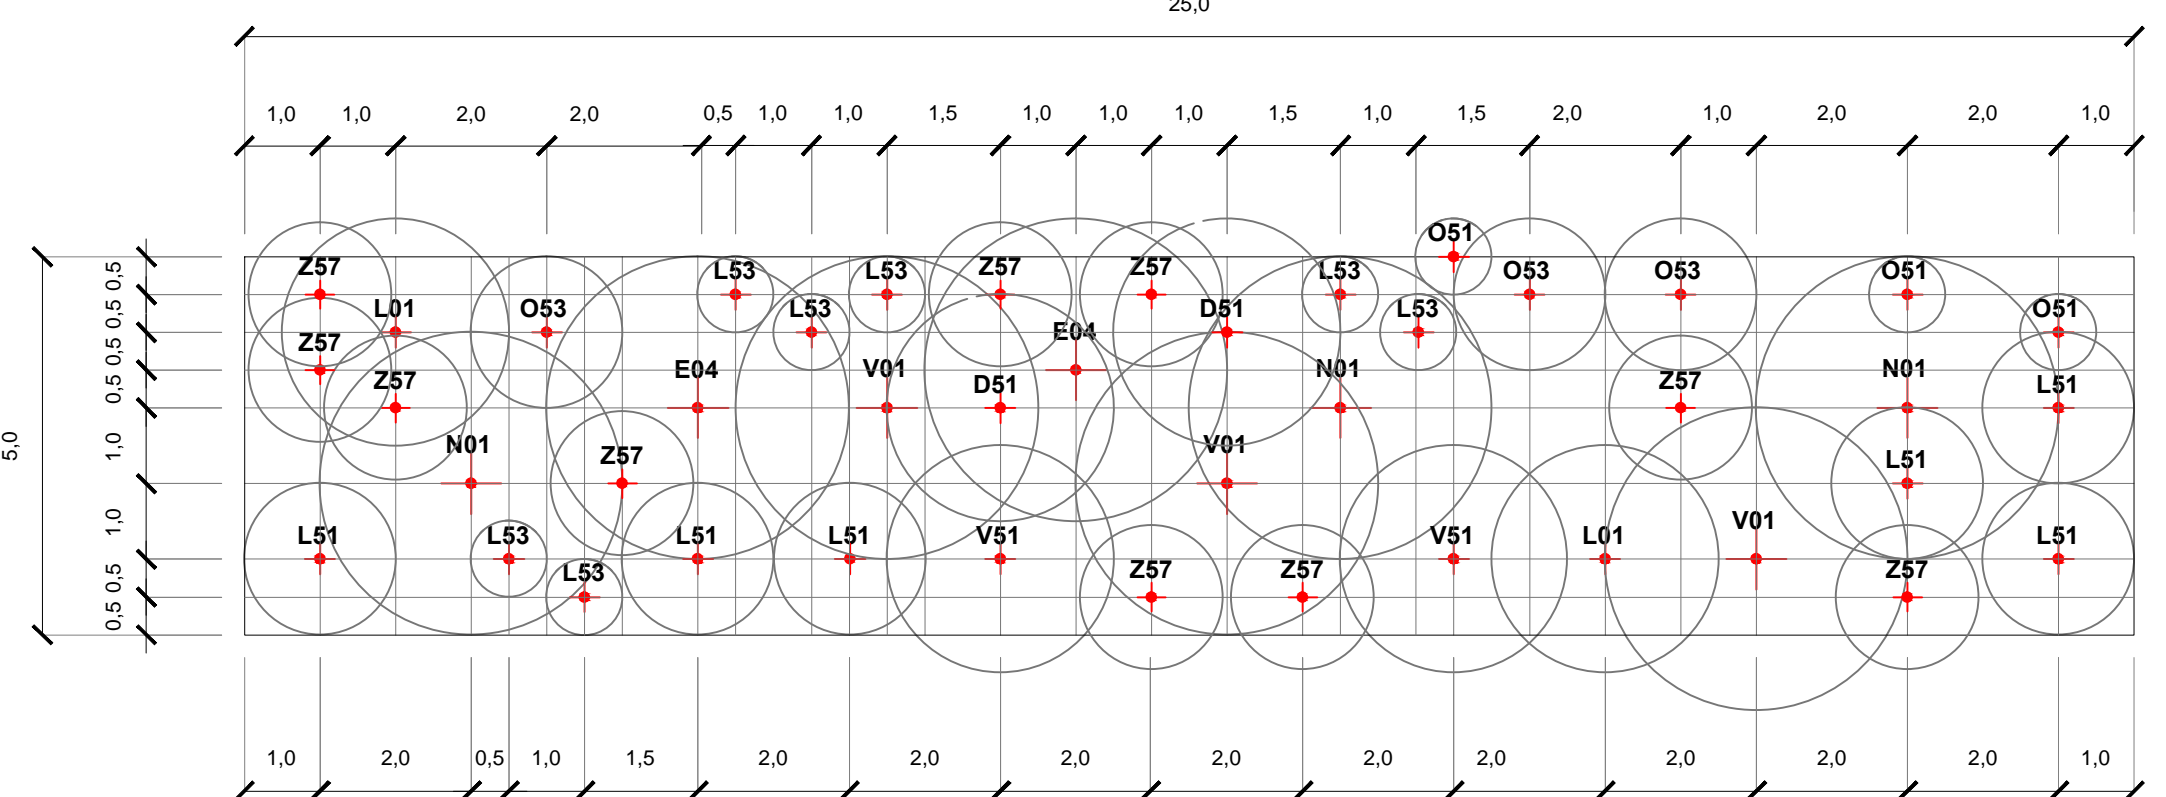 25,0
1,0 1,0 2,0 2,0 0,5 1,0 1,0 1,5 1,0 1,0 1,0 1,5 1,0 1,5 2,0 1,0 2,0 2,0 1,0
O51
Z57 L53 L53 Z57 Z57 L53 O53 O53 O51
L01 O53 L53 D51 L53 O51
E04
Z57 E04 V01 N01 N01
Z57 D51 Z57 L51
N01 Z57 V01 L51
L51 L53 L51 L51 V51 V51 L01 V01 L51
L53 Z57 Z57 Z57
0,5
0,5
0,5
0,5
1,0
1,0
0,5
0,5
5,0
1,0 2,0 0,5 1,0 1,5 2,0 2,0 2,0 2,0 2,0 2,0 2,0 2,0 2,0 1,0